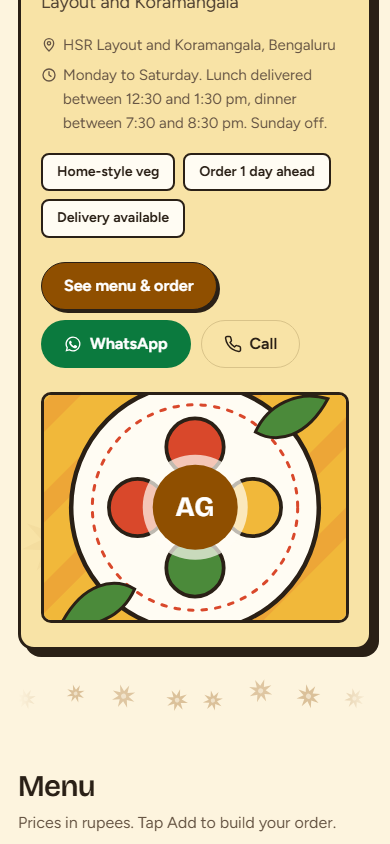 Layout and Koramangala
HSR Layout and Koramangala, Bengaluru
Monday to Saturday. Lunch delivered
between 12:30 and 1:30 pm, dinner
between 7:30 and 8:30 pm. Sunday off.
Home-style veg
Order 1 day ahead
Delivery available
See menu & order
WhatsApp
Call
AG
Menu
Prices in rupees. Tap Add to build your order.